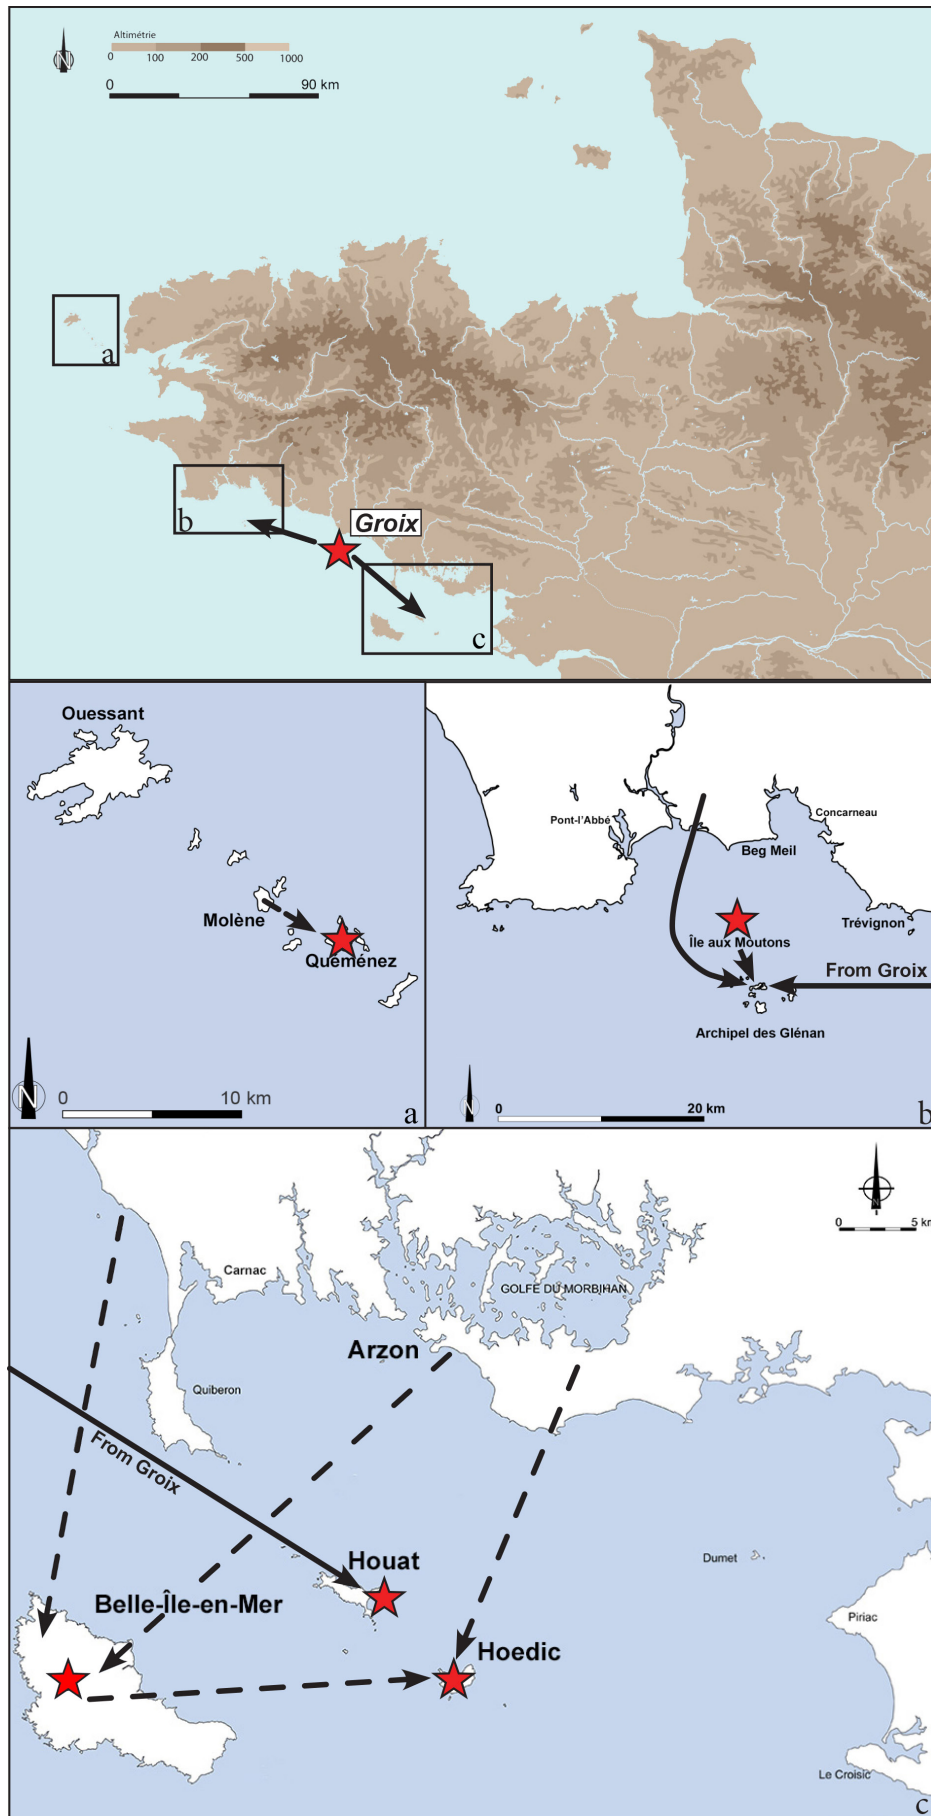 Altimétrie
0 100 200 500 1000
N
0 90 km
a
Groix
b
c
Ouessant
Molène
Quéménez
N
0 10 km
a
Pont-l'Abbé
Concarneau
Beg Meil
Trévignon
Île aux Moutons
From Groix
Archipel des Glénan
N
0 20 km
b
N
0 5 km
Carnac
GOLFE DU MORBIHAN
Arzon
Quiberon
From Groix
Houat
Dumet
Belle-Île-en-Mer
Piriac
Hoedic
Le Croisic
c